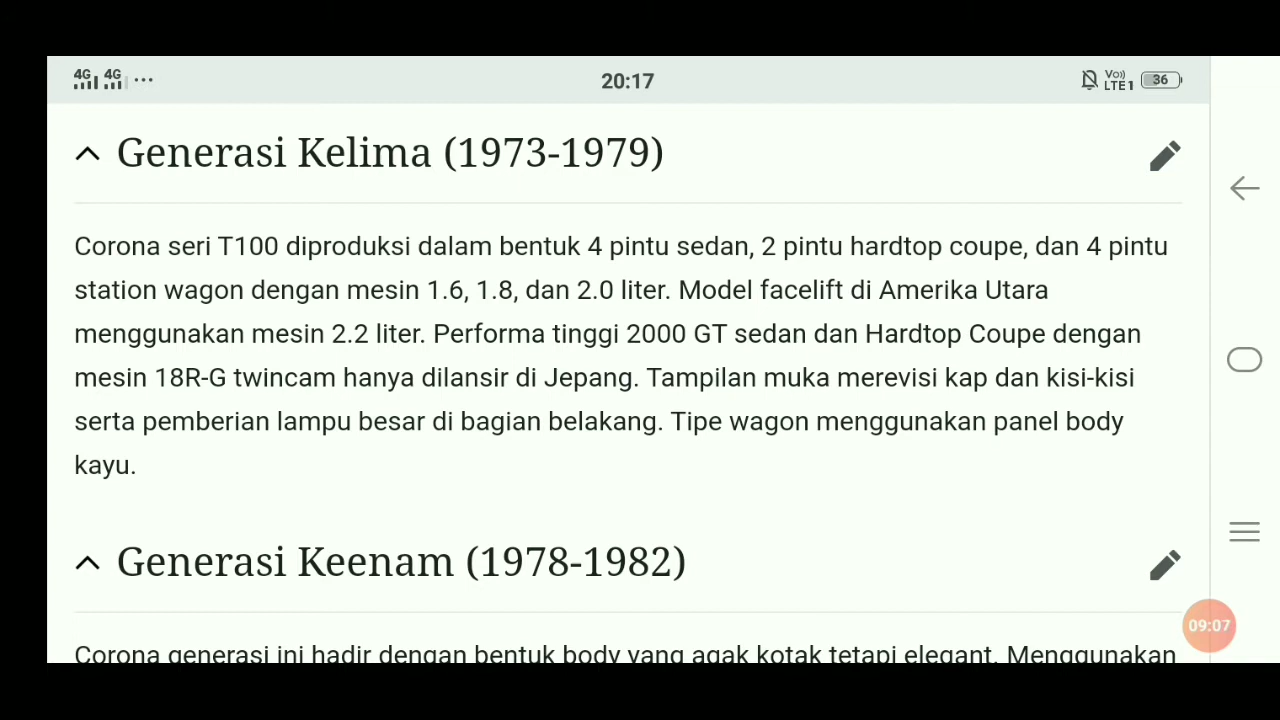 4G 4G ... 20:17 Vo)) LTE1 36
Generasi Kelima (1973-1979)
Corona seri T100 diproduksi dalam bentuk 4 pintu sedan, 2 pintu hardtop coupe, dan 4 pintu
station wagon dengan mesin 1.6, 1.8, dan 2.0 liter. Model facelift di Amerika Utara
menggunakan mesin 2.2 liter. Performa tinggi 2000 GT sedan dan Hardtop Coupe dengan
mesin 18R-G twincam hanya dilansir di Jepang. Tampilan muka merevisi kap dan kisi-kisi
serta pemberian lampu besar di bagian belakang. Tipe wagon menggunakan panel body
kayu.
Generasi Keenam (1978-1982)
09:07
Corona generasi ini hadir dengan bentuk body yang agak kotak tetapi elegant. Menggunakan